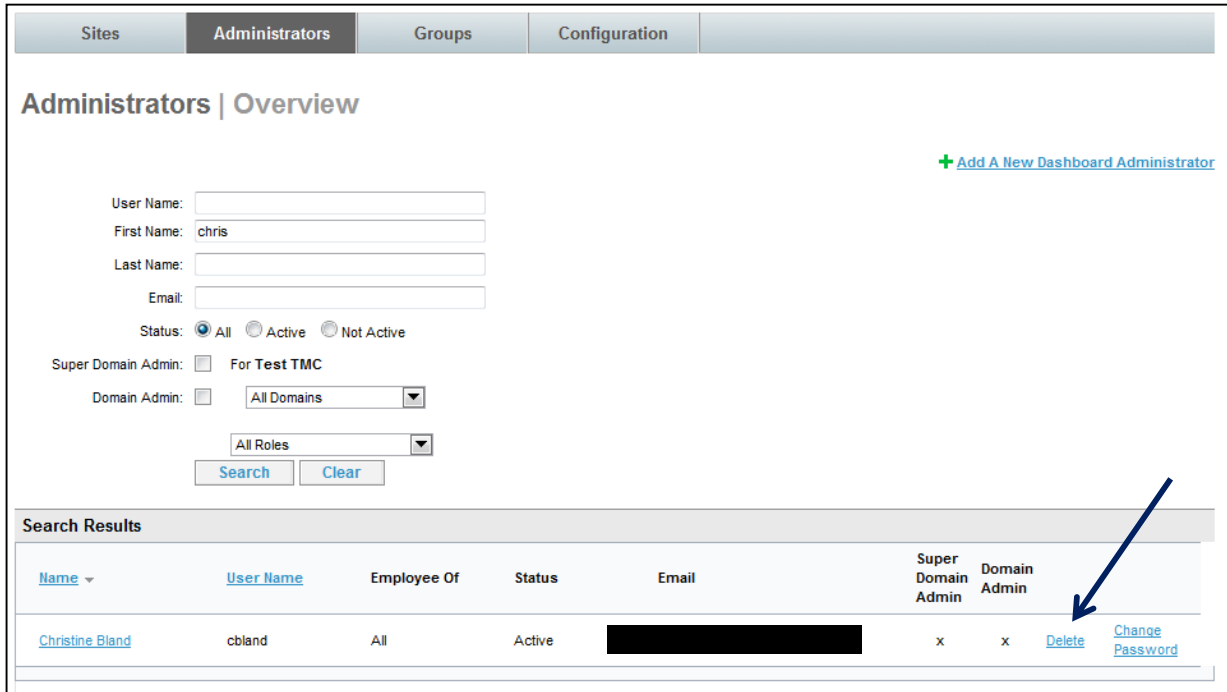 Sites Administrators Groups Configuration
Administrators | Overview
Add A New Dashboard Administrator
User Name:
First Name: chris
Last Name:
Email:
Status: All Active Not Active
Super Domain Admin: For Test TMC
Domain Admin: All Domains
All Roles
Search Clear
Search Results
Name User Name Employee Of Status Email Super Domain Admin Domain Admin
Christine Bland cbland All Active x x Delete Change Password